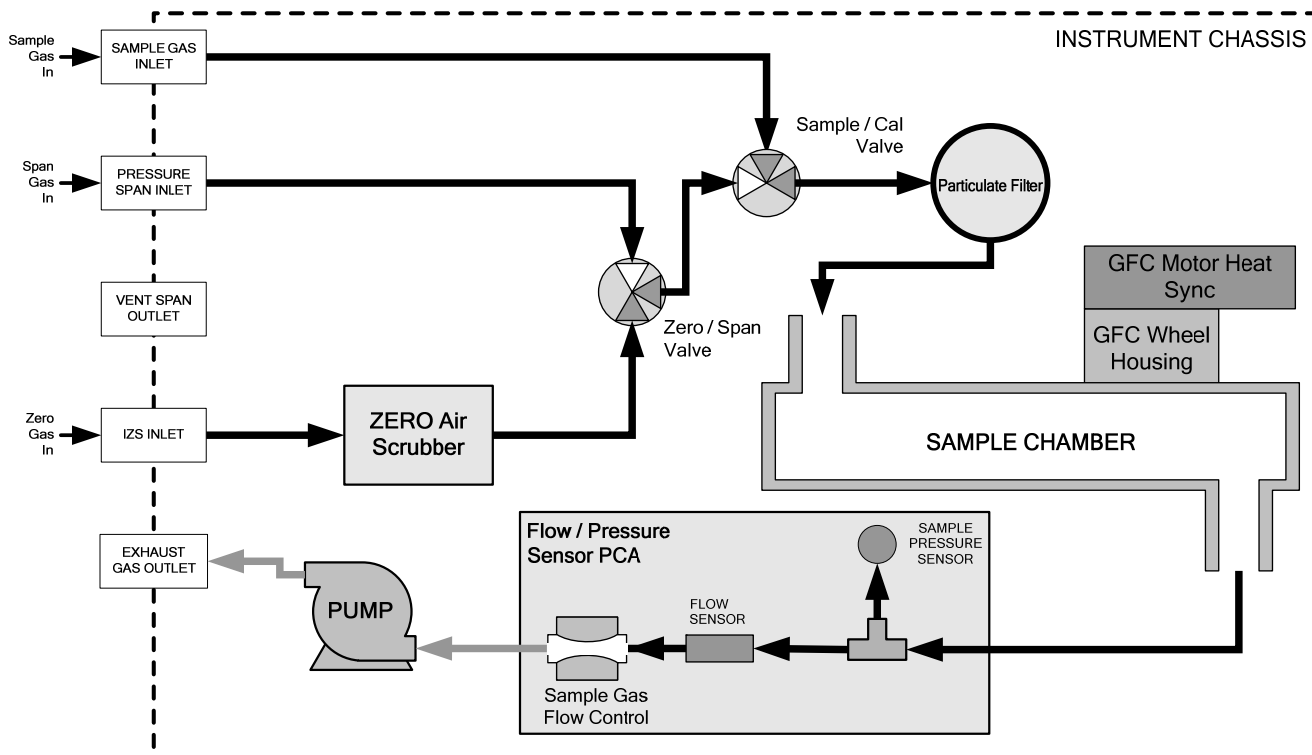 INSTRUMENT CHASSIS
Sample
Gas
In
SAMPLE GAS
INLET
Sample / Cal
Valve
Span
Gas
In
PRESSURE
SPAN INLET
Particulate Filter
GFC Motor Heat
Sync
VENT SPAN
OUTLET
Zero / Span
Valve
GFC Wheel
Housing
Zero
Gas
In
IZS INLET
ZERO Air
Scrubber
SAMPLE CHAMBER
EXHAUST
GAS OUTLET
PUMP
Flow / Pressure
Sensor PCA
SAMPLE
PRESSURE
SENSOR
FLOW
SENSOR
Sample Gas
Flow Control